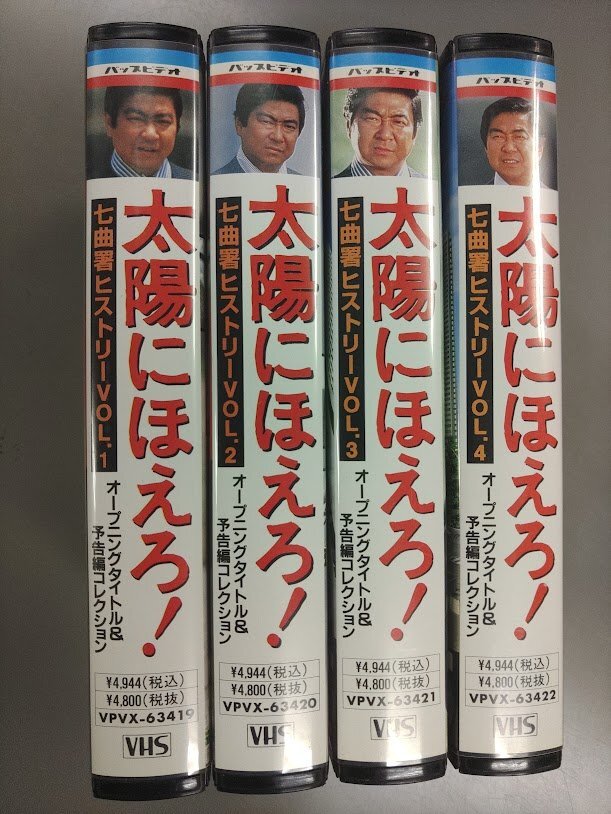 バップビデオ
太陽にほえろ!
七曲署ヒストリーVOL.1
オープニングタイトル&
予告編コレクション
¥4,944(税込)
¥4,800(税抜)
VPVX-63419
VHS
バップビデオ
太陽にほえろ!
七曲署ヒストリーVOL.2
オープニングタイトル&
予告編コレクション
¥4,944(税込)
¥4,800(税抜)
VPVX-63420
VHS
バップビデオ
太陽にほえろ!
七曲署ヒストリーVOL.3
オープニングタイトル&
予告編コレクション
¥4,944(税込)
¥4,800(税抜)
VPVX-63421
VHS
バップビデオ
太陽にほえろ!
七曲署ヒストリーVOL.4
オープニングタイトル&
予告編コレクション
¥4,944(税込)
¥4,800(税抜)
VPVX-63422
VHS